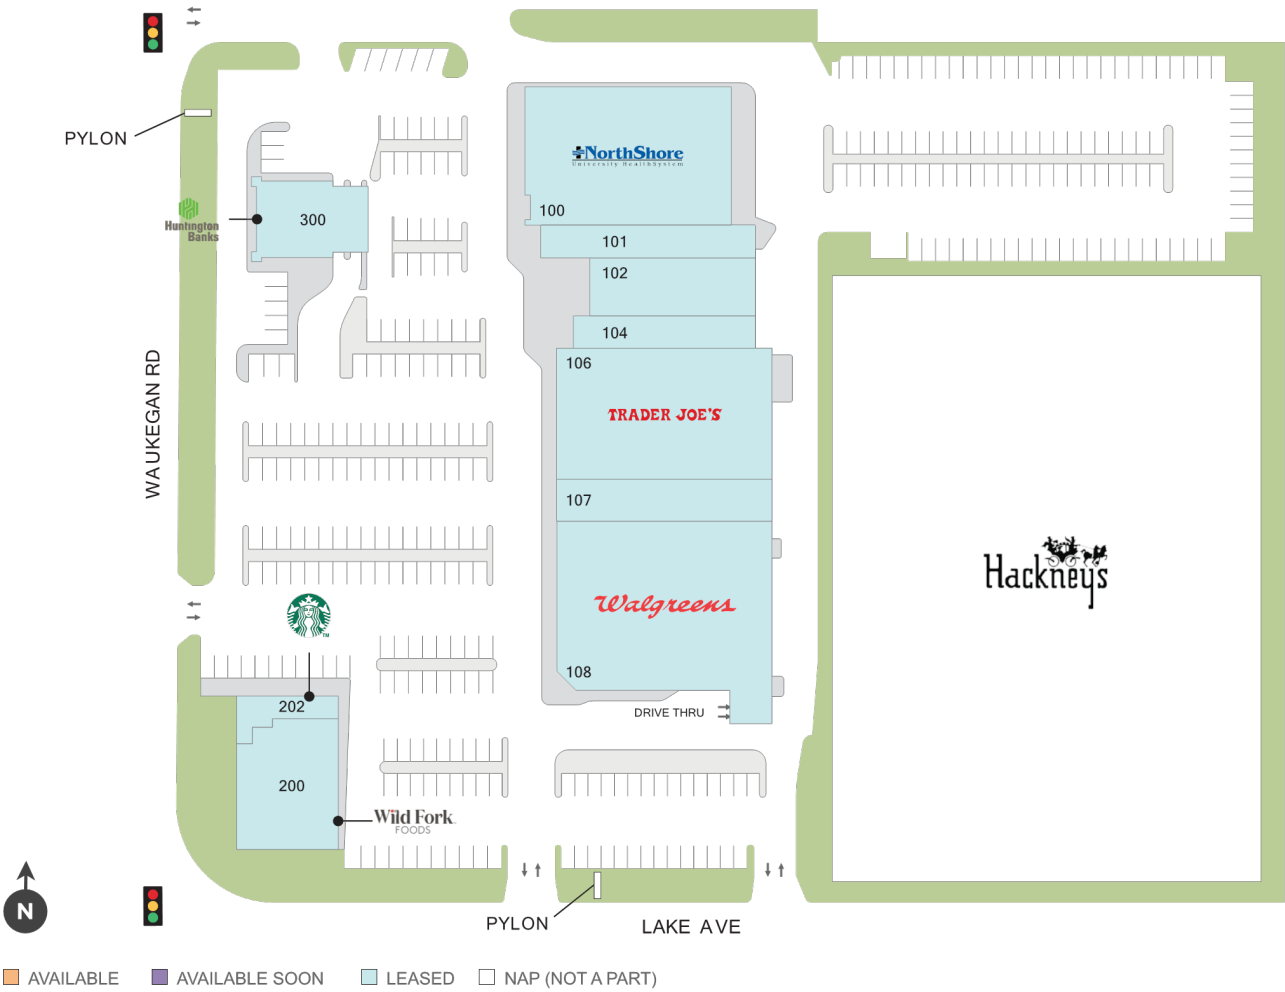 PYLON
NorthShore
University HealthSystem
100
300
Huntington
Banks
101
102
104
106
TRADER JOE'S
WAUKEGAN RD
107
Hackneys
Walgreens
TM
108
202
DRIVE THRU
200
Wild Fork
FOODS
N
PYLON
LAKE AVE
AVAILABLE
AVAILABLE SOON
LEASED
NAP (NOT A PART)